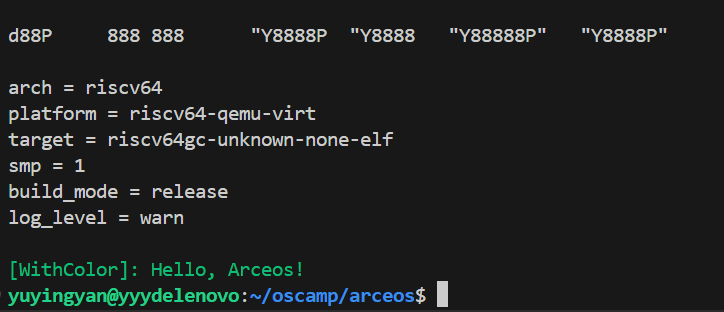 d88P     888 888      "Y8888P  "Y8888   "Y88888P"   "Y8888P"
arch = riscv64
platform = riscv64-qemu-virt
target = riscv64gc-unknown-none-elf
smp = 1
build_mode = release
log_level = warn
[WithColor]: Hello, Arceos!
yuyingyan@yyydelenovo:~/oscamp/arceos$